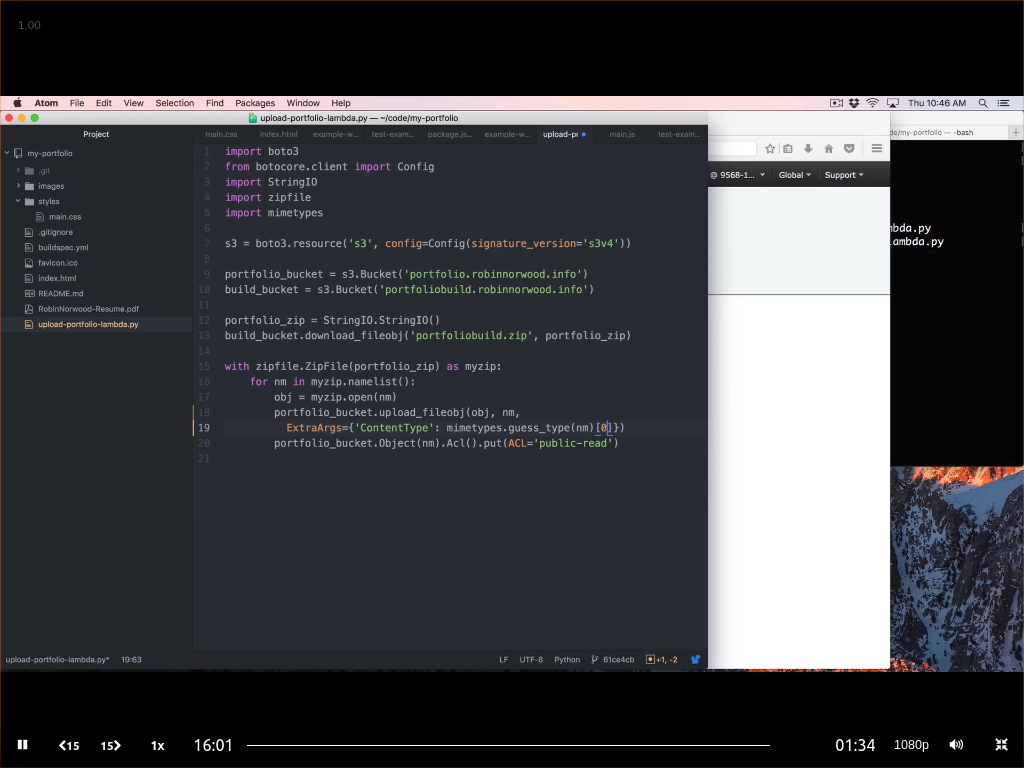 1.00
Atom File Edit View Selection Find Packages Window Help Thu 10:46 AM
upload-portfolio-lambda.py — ~/code/my-portfolio
Project
main.css index.html example-w... test-exam... package.js... example-w... upload-po main.js test-exam...
de/my-portfolio — -bash
my-portfolio
.git
images
styles
main.css
.gitignore
buildspec.yml
favicon.ico
index.html
README.md
RobinNorwood-Resume.pdf
upload-portfolio-lambda.py
1 import boto3
2 from botocore.client import Config
3 import StringIO
4 import zipfile
5 import mimetypes
6
7 s3 = boto3.resource('s3', config=Config(signature_version='s3v4'))
8
9 portfolio_bucket = s3.Bucket('portfolio.robinnorwood.info')
10 build_bucket = s3.Bucket('portfoliobuild.robinnorwood.info')
11
12 portfolio_zip = StringIO.StringIO()
13 build_bucket.download_fileobj('portfoliobuild.zip', portfolio_zip)
14
15 with zipfile.ZipFile(portfolio_zip) as myzip:
16 for nm in myzip.namelist():
17 obj = myzip.open(nm)
18 portfolio_bucket.upload_fileobj(obj, nm,
19 ExtraArgs={'ContentType': mimetypes.guess_type(nm)[0]})
20 portfolio_bucket.Object(nm).Acl().put(ACL='public-read')
21
@ 9568-1... Global Support
mbda.py
lambda.py
upload-portfolio-lambda.py* 19:63 LF UTF-8 Python 61ce4cb +1, -2
15 15 1x 16:01 01:34 1080p